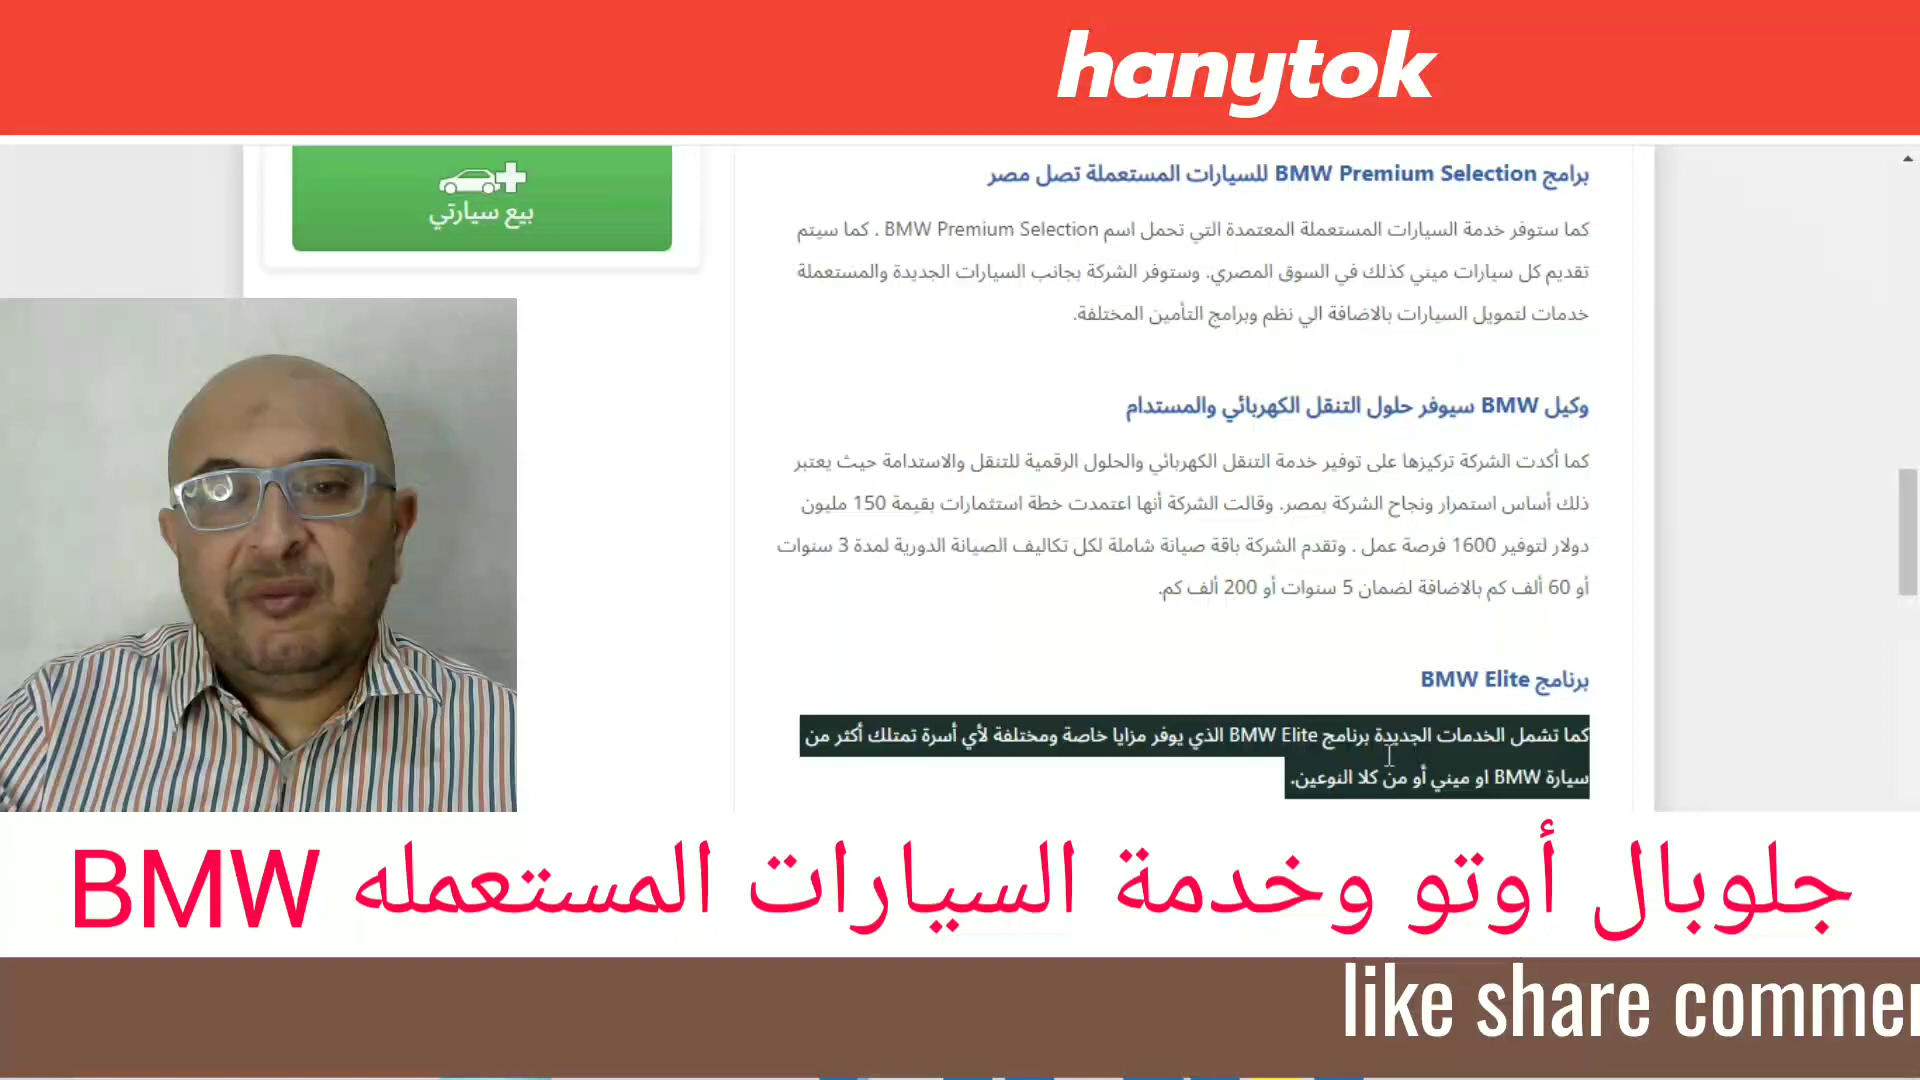 hanytok
بيع سيارتي
برامج BMW Premium Selection للسيارات المستعملة تصل مصر
كما ستوفر خدمة السيارات المستعملة المعتمدة التي تحمل اسم BMW Premium Selection . كما سيتم
تقديم كل سيارات ميني كذلك في السوق المصري. وستوفر الشركة بجانب السيارات الجديدة والمستعملة
خدمات لتمويل السيارات بالاضافة الي نظم وبرامج التأمين المختلفة.
وكيل BMW سيوفر حلول التنقل الكهربائي والمستدام
كما أكدت الشركة تركيزها على توفير خدمة التنقل الكهربائي والحلول الرقمية للتنقل والاستدامة حيث يعتبر
ذلك أساس استمرار ونجاح الشركة بمصر. وقالت الشركة أنها اعتمدت خطة استثمارات بقيمة 150 مليون
دولار لتوفير 1600 فرصة عمل . وتقدم الشركة باقة صيانة شاملة لكل تكاليف الصيانة الدورية لمدة 3 سنوات
أو 60 ألف كم بالاضافة لضمان 5 سنوات أو 200 ألف كم.
برنامج BMW Elite
كما تشمل الخدمات الجديدة برنامج BMW Elite الذي يوفر مزايا خاصة ومختلفة لأي أسرة تمتلك أكثر من
سيارة BMW او ميني أو من كلا النوعين.
جلوبال أوتو وخدمة السيارات المستعمله BMW
like share commen